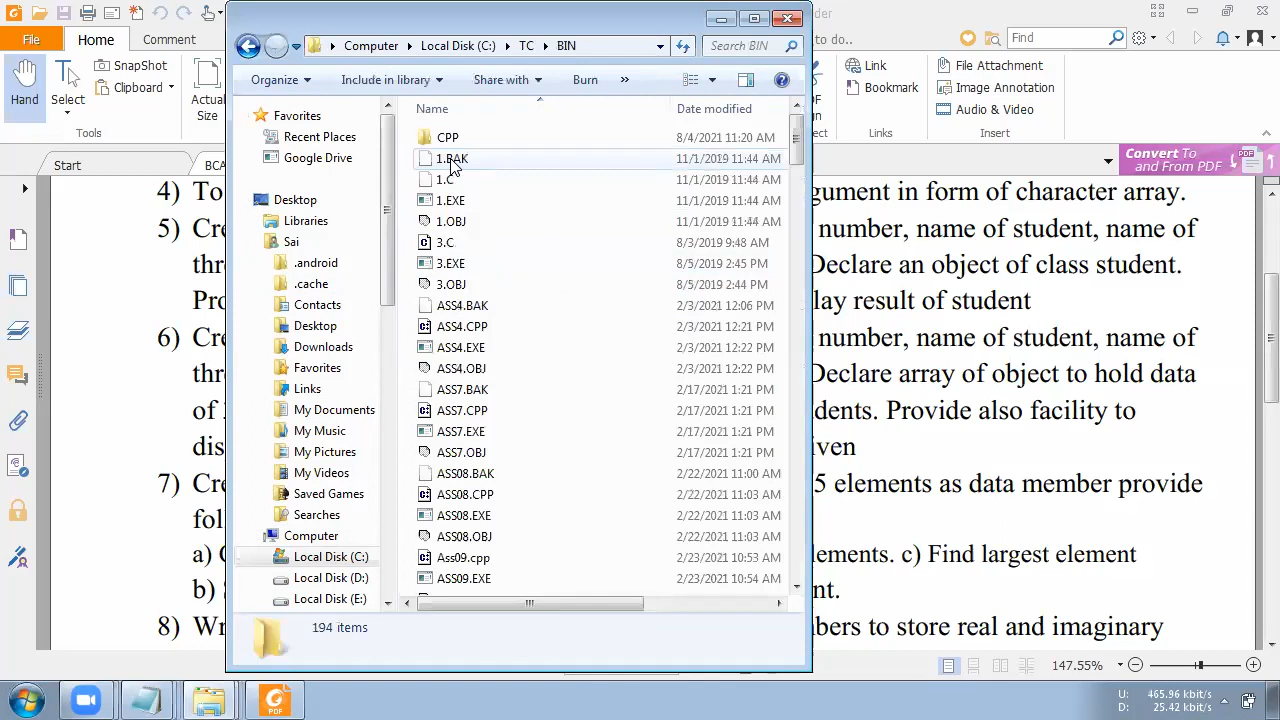 der
File
Home
Comment
to do..
Find
Hand
Select
SnapShot
Clipboard
Actual
Size
Link
Bookmark
File Attachment
Image Annotation
Audio & Video
Tools
Links
Insert
Start
BCA
Convert To
and From PDF
Computer
Local Disk (C:)
TC
BIN
Search BIN
Organize
Include in library
Share with
Burn
»
Favorites
Recent Places
Google Drive
Desktop
Libraries
Sai
.android
.cache
Contacts
Desktop
Downloads
Favorites
Links
My Documents
My Music
My Pictures
My Videos
Saved Games
Searches
Computer
Local Disk (C:)
Local Disk (D:)
Local Disk (E:)
Name Date modified
CPP 8/4/2021 11:20 AM
1.BAK 11/1/2019 11:44 AM
1.C 11/1/2019 11:44 AM
1.EXE 11/1/2019 11:44 AM
1.OBJ 11/1/2019 11:44 AM
3.C 8/3/2019 9:48 AM
3.EXE 8/5/2019 2:45 PM
3.OBJ 8/5/2019 2:44 PM
ASS4.BAK 2/3/2021 12:06 PM
ASS4.CPP 2/3/2021 12:21 PM
ASS4.EXE 2/3/2021 12:22 PM
ASS4.OBJ 2/3/2021 12:22 PM
ASS7.BAK 2/17/2021 1:21 PM
ASS7.CPP 2/17/2021 1:21 PM
ASS7.EXE 2/17/2021 1:21 PM
ASS7.OBJ 2/17/2021 1:21 PM
ASS08.BAK 2/22/2021 11:00 AM
ASS08.CPP 2/22/2021 11:03 AM
ASS08.EXE 2/22/2021 11:03 AM
ASS08.OBJ 2/22/2021 11:03 AM
Ass09.cpp 2/23/2021 10:53 AM
ASS09.EXE 2/23/2021 10:54 AM
194 items
4) To gument in form of character array.
5) Cre number, name of student, name of
thr Declare an object of class student.
Pro lay result of student
6) Cre number, name of student, name of
thr Declare array of object to hold data
of dents. Provide also facility to
dis iven
7) Cre 5 elements as data member provide
fol
a) C lements. c) Find largest element
b) S nt.
8) Wr bers to store real and imaginary
147.55%
U: 465.96 kbit/s
D: 25.42 kbit/s